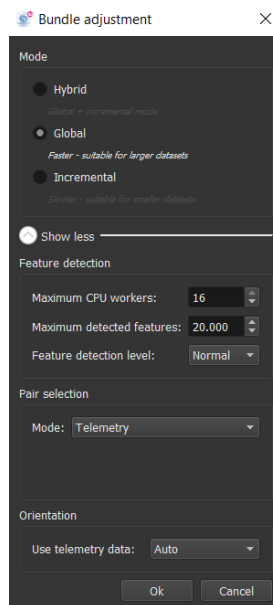 Bundle adjustment
Mode
Hybrid
Global + incremental mode
Global
Faster - suitable for larger datasets
Incremental
Slower - suitable for smaller datasets
Show less
Feature detection
Maximum CPU workers: 16
Maximum detected features: 20.000
Feature detection level: Normal
Pair selection
Mode: Telemetry
Orientation
Use telemetry data: Auto
Ok Cancel